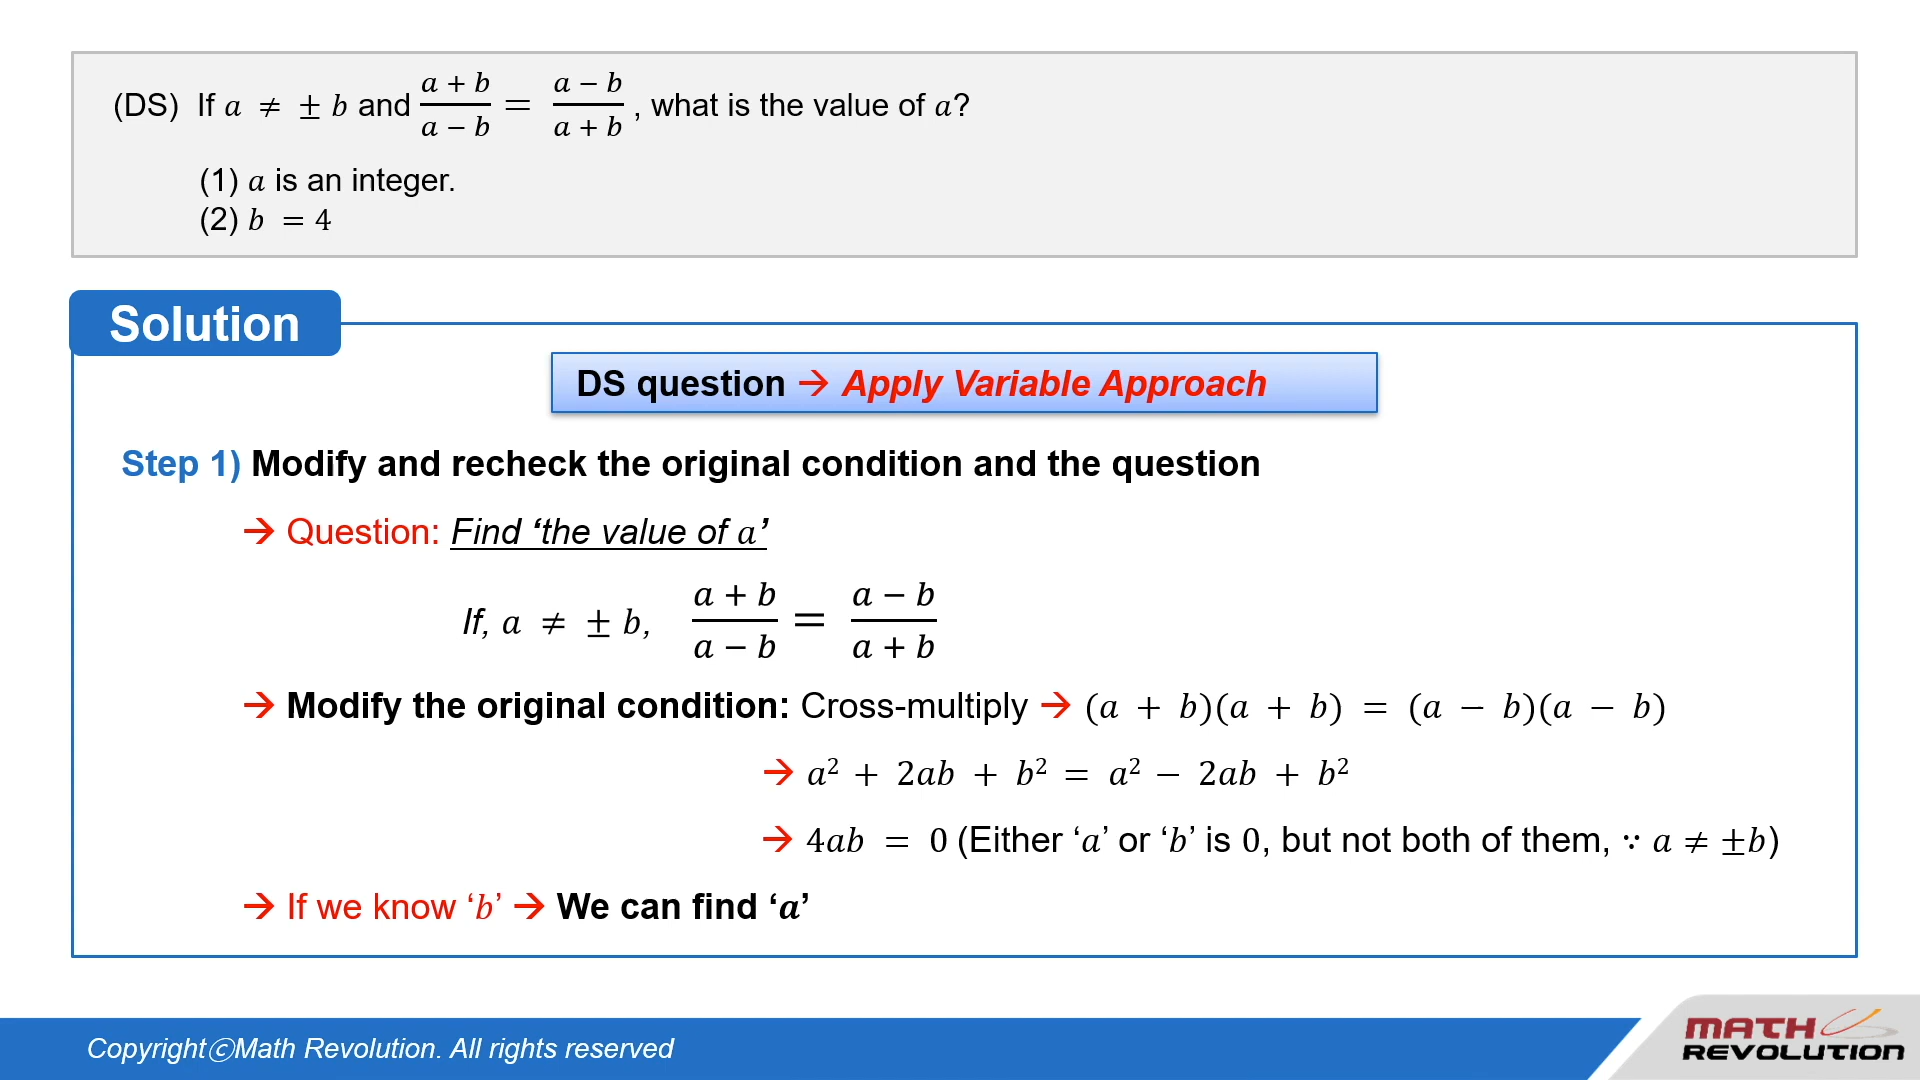 (DS) If a ≠ ± b and (a + b)/(a − b) = (a − b)/(a + b), what is the value of a?
(1) a is an integer.
(2) b = 4
Solution
DS question → Apply Variable Approach
Step 1) Modify and recheck the original condition and the question
→ Question: Find ‘the value of a’
If, a ≠ ± b, (a + b)/(a − b) = (a − b)/(a + b)
→ Modify the original condition: Cross-multiply → (a + b)(a + b) = (a − b)(a − b)
→ a² + 2ab + b² = a² − 2ab + b²
→ 4ab = 0 (Either ‘a’ or ‘b’ is 0, but not both of them, ∵ a ≠ ±b)
→ If we know ‘b’ → We can find ‘a’
CopyrightⓒMath Revolution. All rights reserved
MATH
REVOLUTION